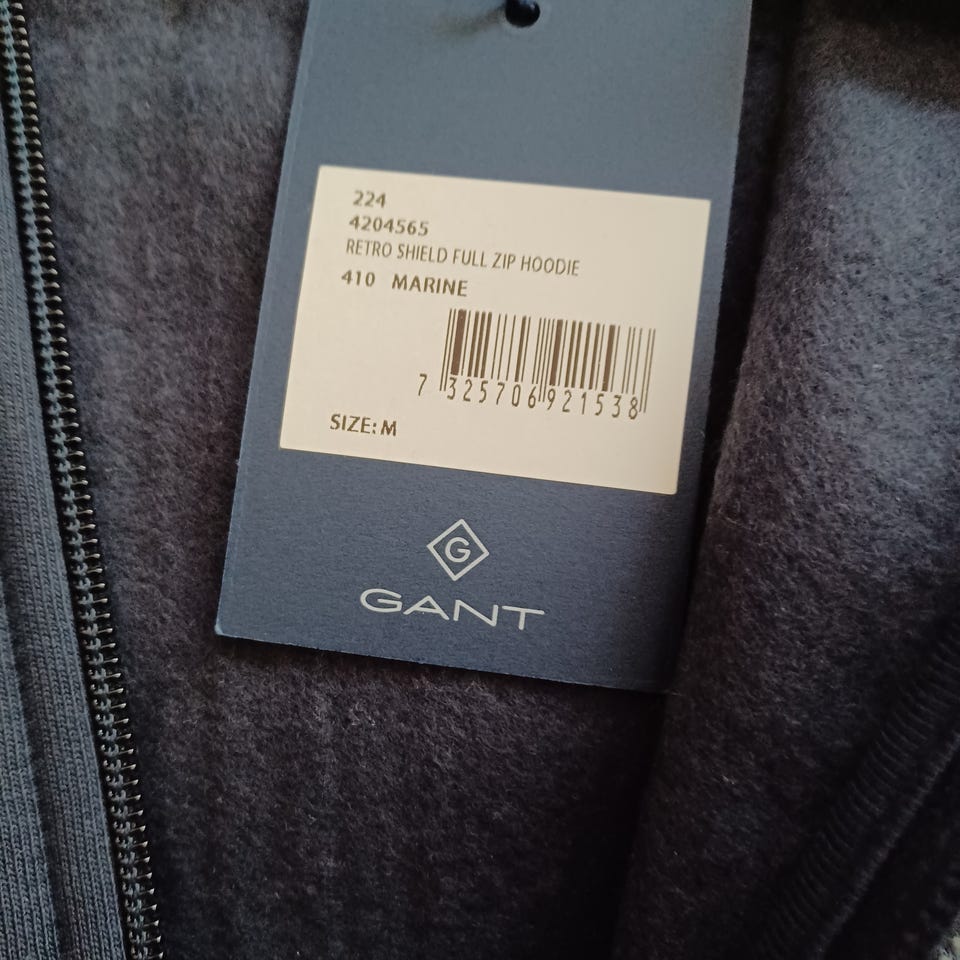 224
4204565
RETRO SHIELD FULL ZIP HOODIE
410 MARINE
7 325706 921538
SIZE: M
G
GANT